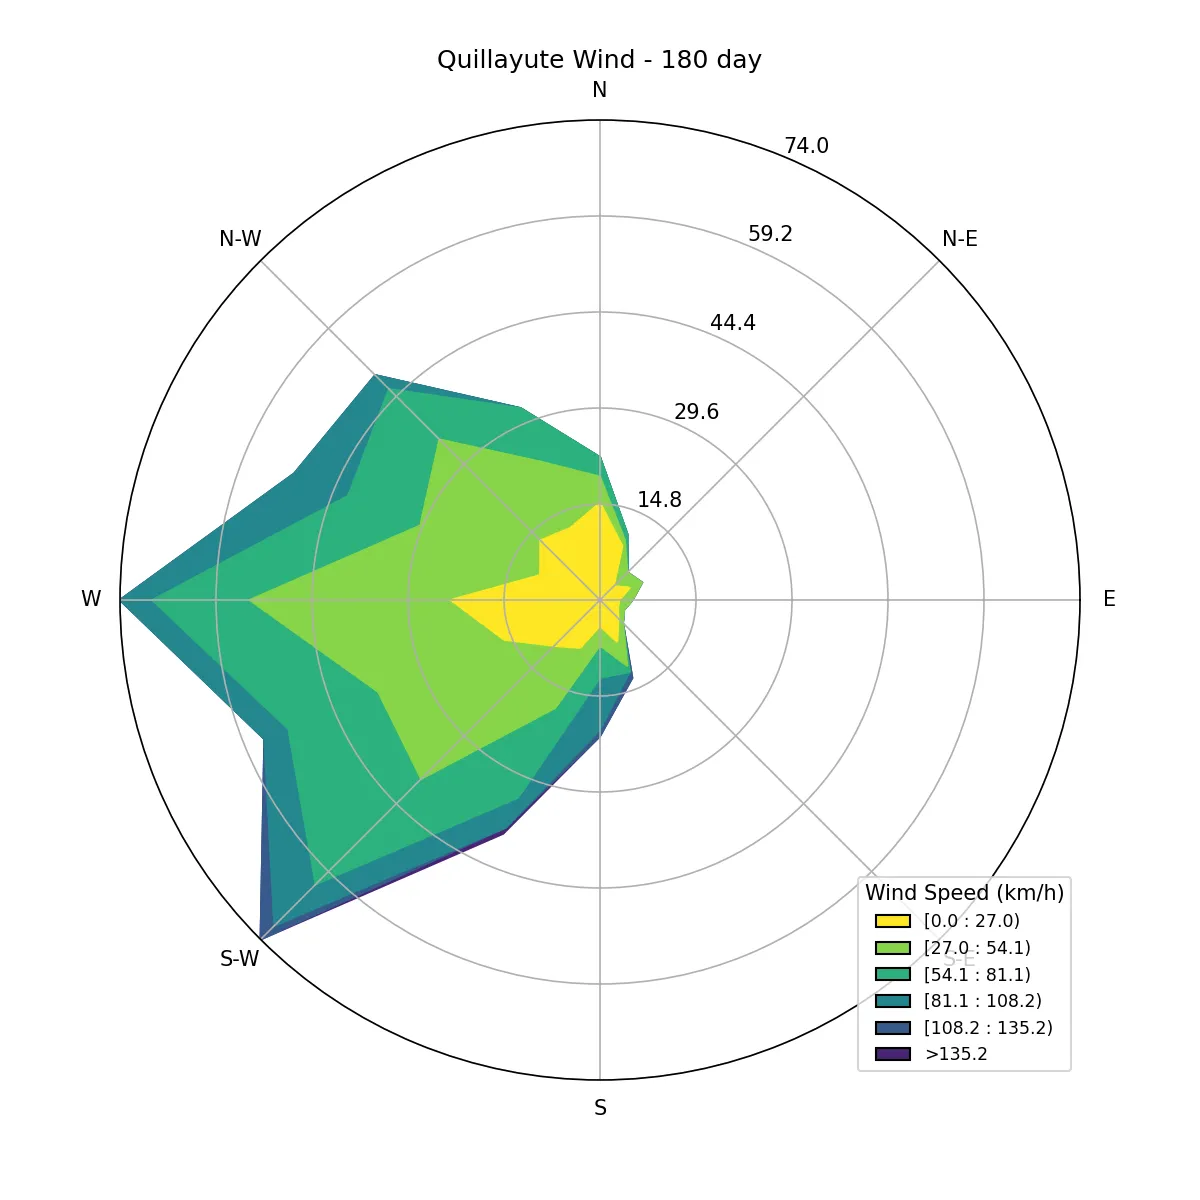 Quillayute Wind - 180 day
N
74.0
N-W
59.2
N-E
44.4
29.6
14.8
W
E
S-W
S-E
S
Wind Speed (km/h)
[0.0 : 27.0)
[27.0 : 54.1)
[54.1 : 81.1)
[81.1 : 108.2)
[108.2 : 135.2)
>135.2